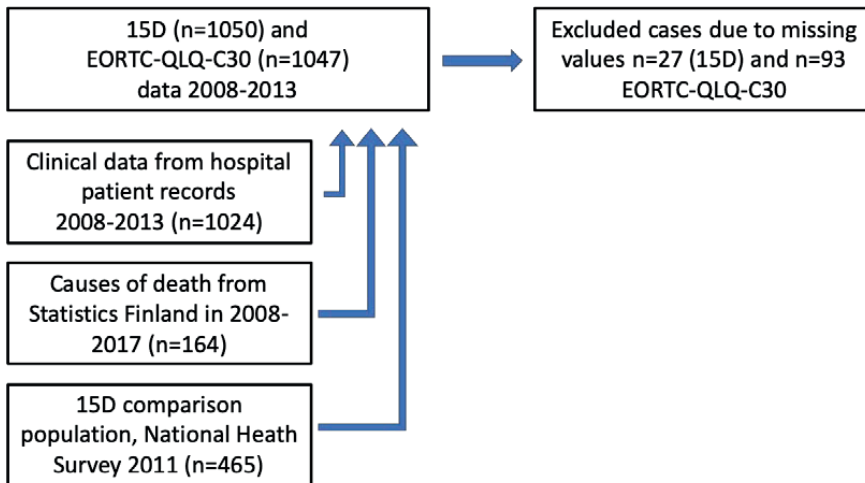 15D (n=1050) and
EORTC-QLQ-C30 (n=1047)
data 2008-2013
Excluded cases due to missing
values n=27 (15D) and n=93
EORTC-QLQ-C30
Clinical data from hospital
patient records
2008-2013 (n=1024)
Causes of death from
Statistics Finland in 2008-
2017 (n=164)
15D comparison
population, National Heath
Survey 2011 (n=465)